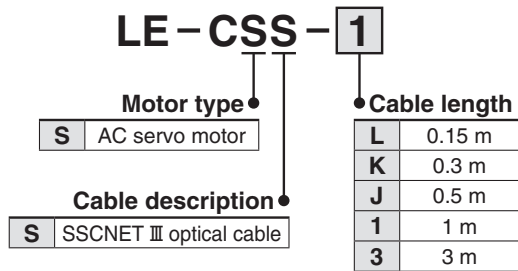 LE – CSS – 1
Motor type
S AC servo motor
Cable description
S SSCNET Ⅲ optical cable
Cable length
L 0.15 m
K 0.3 m
J 0.5 m
1 1 m
3 3 m